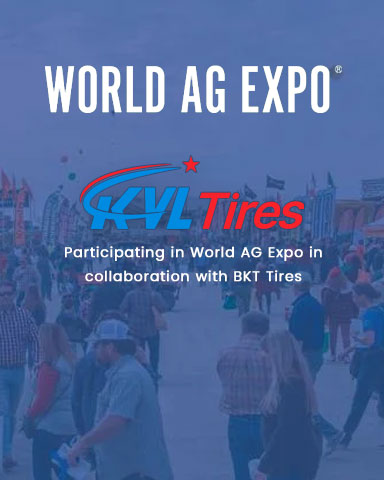 WORLD AG EXPO®
KVL Tires
Participating in World AG Expo in
collaboration with BKT Tires